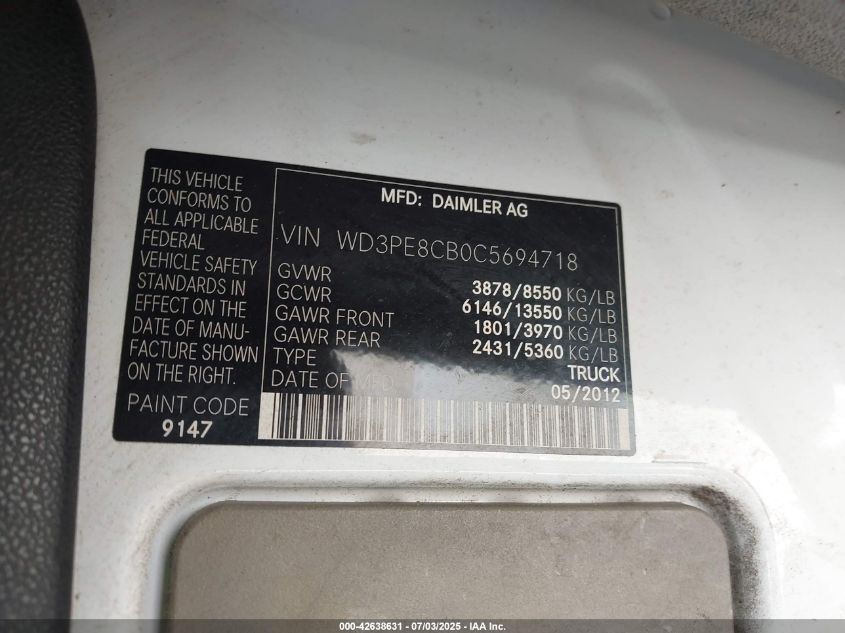 THIS VEHICLE
CONFORMS TO
ALL APPLICABLE
FEDERAL
VEHICLE SAFETY
STANDARDS IN
EFFECT ON THE
DATE OF MANU-
FACTURE SHOWN
ON THE RIGHT.
PAINT CODE
9147
MFD: DAIMLER AG
VIN WD3PE8CB0C5694718
GVWR 3878/8550 KG/LB
GCWR 6146/13550 KG/LB
GAWR FRONT 1801/3970 KG/LB
GAWR REAR 2431/5360 KG/LB
TYPE TRUCK
DATE OF MFD. 05/2012
000-42638631 - 07/03/2025 - IAA Inc.